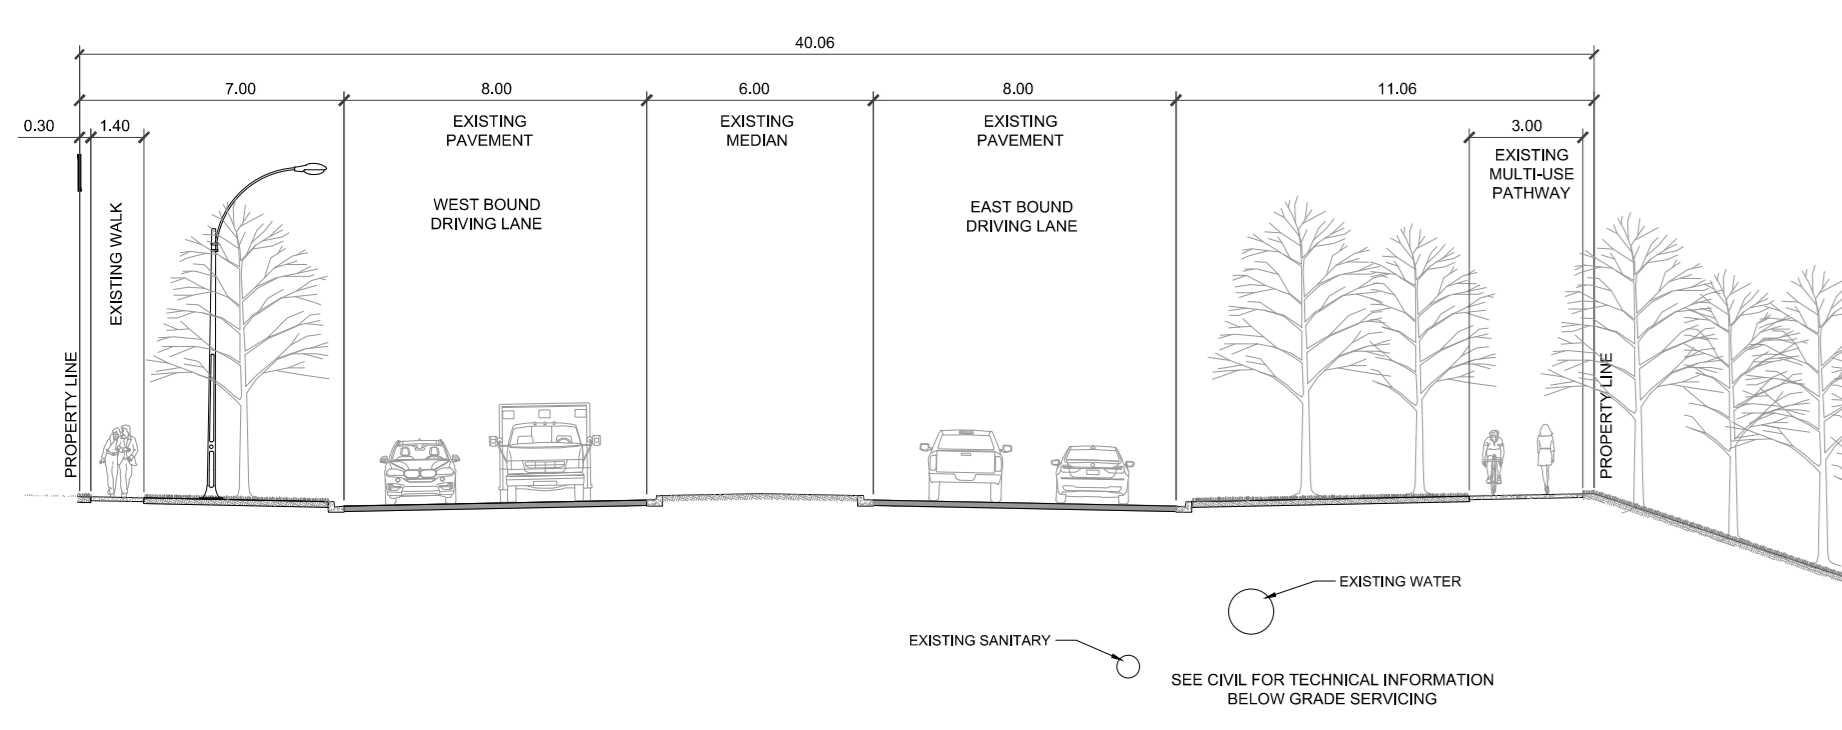 40.06
7.00
8.00
6.00
8.00
11.06
0.30
1.40
3.00
EXISTING
PAVEMENT
EXISTING
MEDIAN
EXISTING
PAVEMENT
EXISTING
MULTI-USE
PATHWAY
WEST BOUND
DRIVING LANE
EAST BOUND
DRIVING LANE
EXISTING WALK
PROPERTY LINE
PROPERTY LINE
EXISTING WATER
EXISTING SANITARY
SEE CIVIL FOR TECHNICAL INFORMATION
BELOW GRADE SERVICING